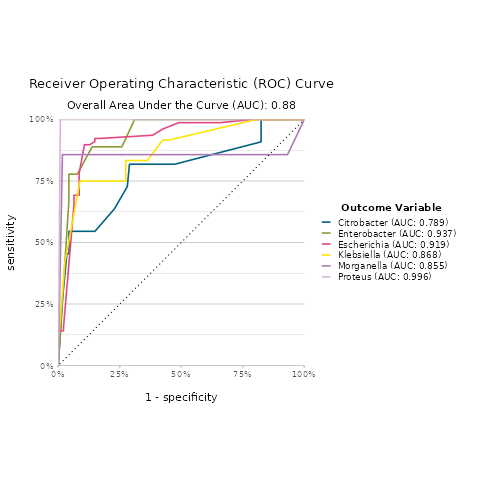 Receiver Operating Characteristic (ROC) Curve
Overall Area Under the Curve (AUC): 0.88
100%
75%
50%
25%
0%
sensitivity
0%
25%
50%
75%
100%
1 - specificity
Outcome Variable
Citrobacter (AUC: 0.789)
Enterobacter (AUC: 0.937)
Escherichia (AUC: 0.919)
Klebsiella (AUC: 0.868)
Morganella (AUC: 0.855)
Proteus (AUC: 0.996)